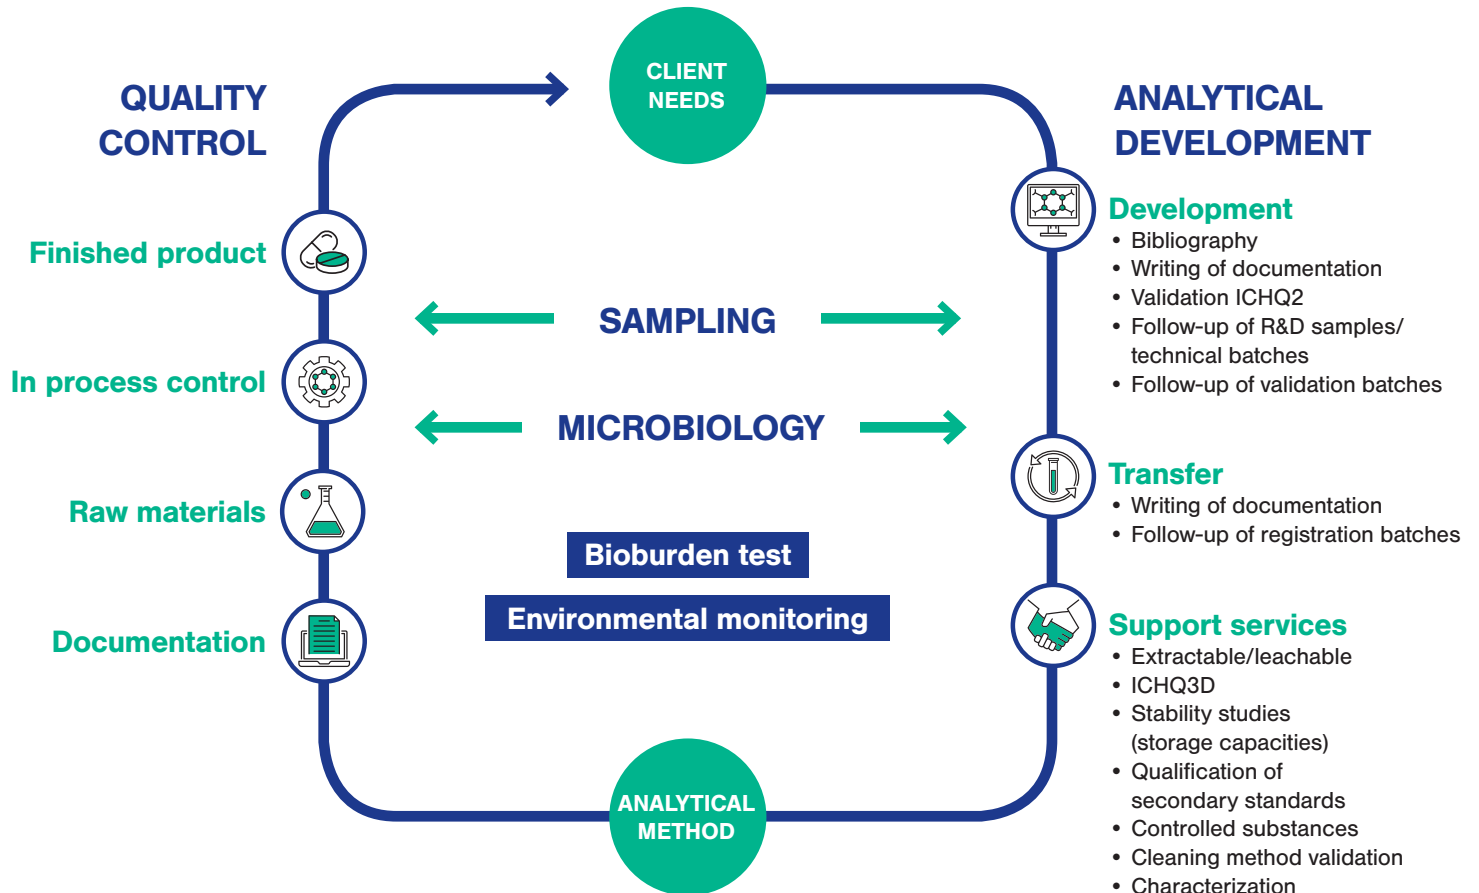 CLIENT
NEEDS
QUALITY
CONTROL
Finished product
In process control
Raw materials
Documentation
SAMPLING
MICROBIOLOGY
Bioburden test
Environmental monitoring
ANALYTICAL
METHOD
ANALYTICAL
DEVELOPMENT
Development
• Bibliography
• Writing of documentation
• Validation ICHQ2
• Follow-up of R&D samples/
technical batches
• Follow-up of validation batches
Transfer
• Writing of documentation
• Follow-up of registration batches
Support services
• Extractable/leachable
• ICHQ3D
• Stability studies
(storage capacities)
• Qualification of
secondary standards
• Controlled substances
• Cleaning method validation
• Characterization